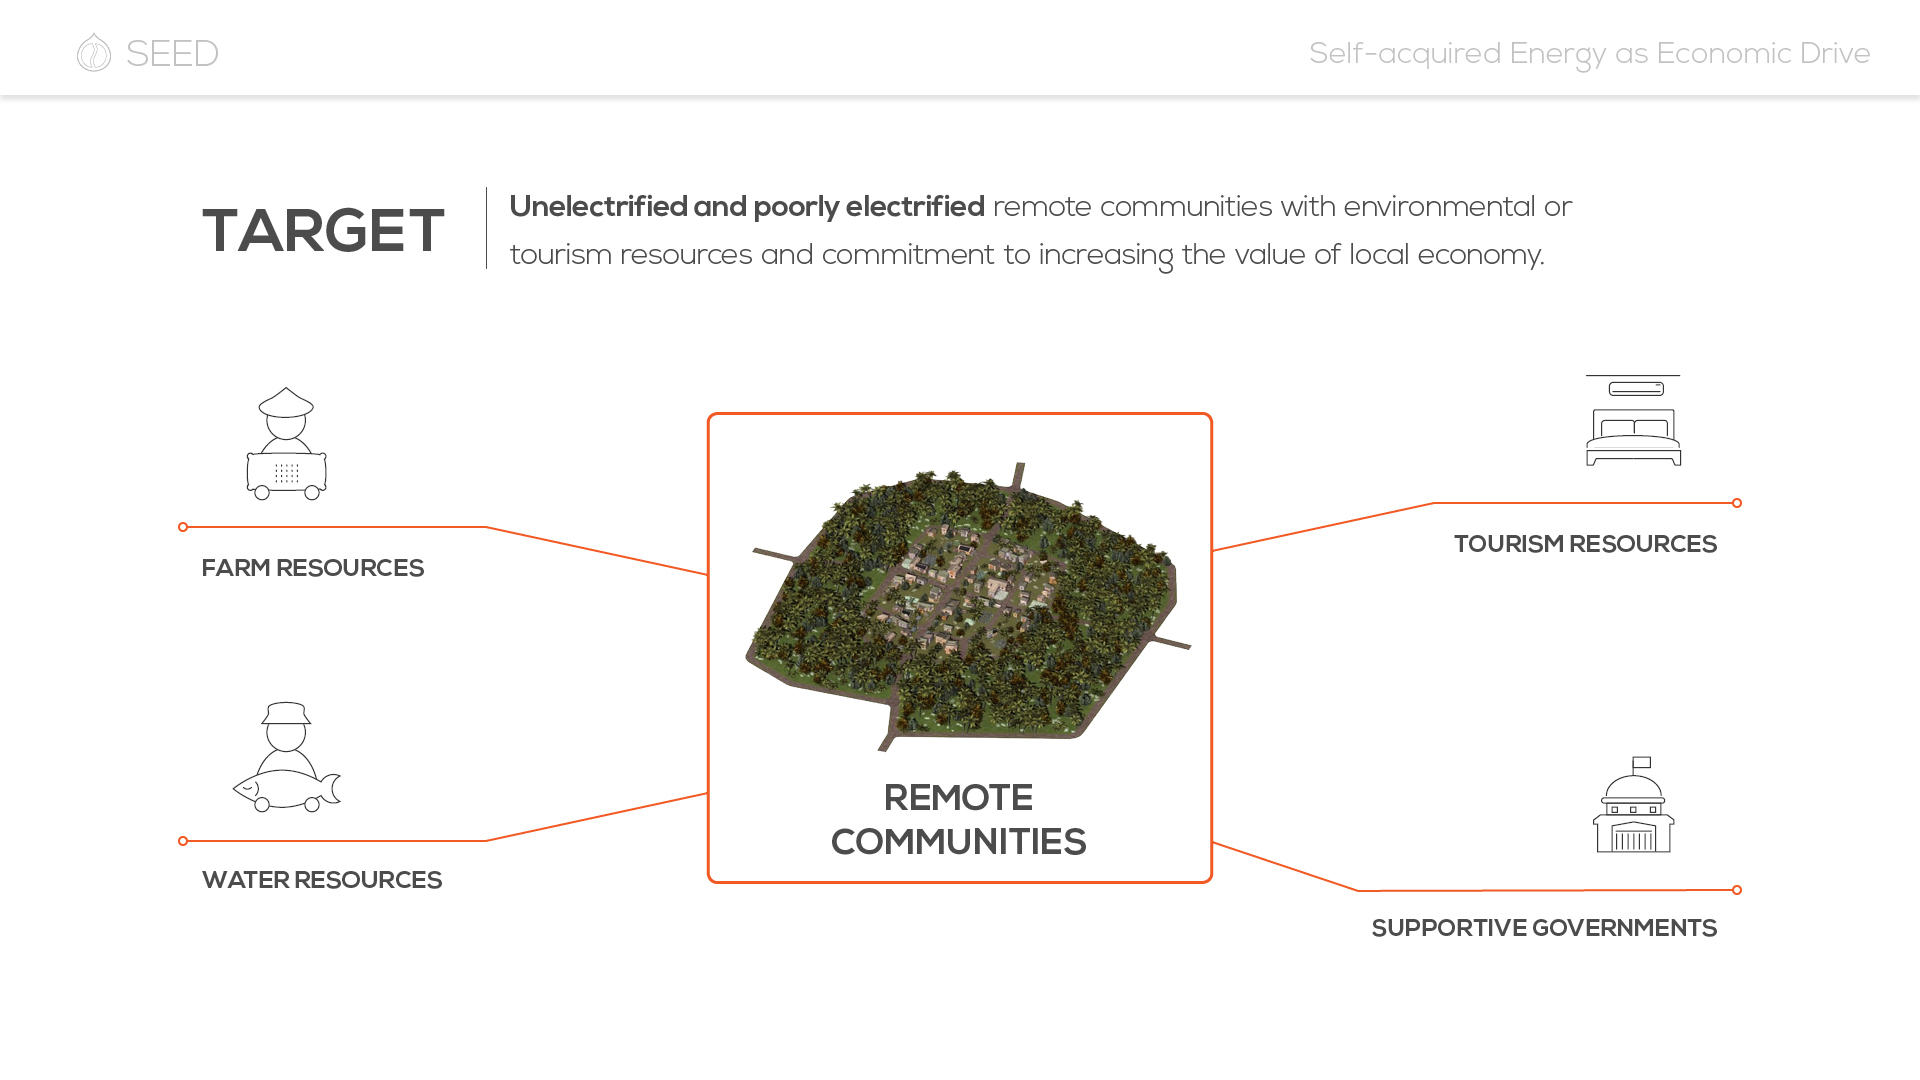 SEED
Self-acquired Energy as Economic Drive
TARGET
Unelectrified and poorly electrified remote communities with environmental or
tourism resources and commitment to increasing the value of local economy.
FARM RESOURCES
TOURISM RESOURCES
REMOTE
COMMUNITIES
WATER RESOURCES
SUPPORTIVE GOVERNMENTS